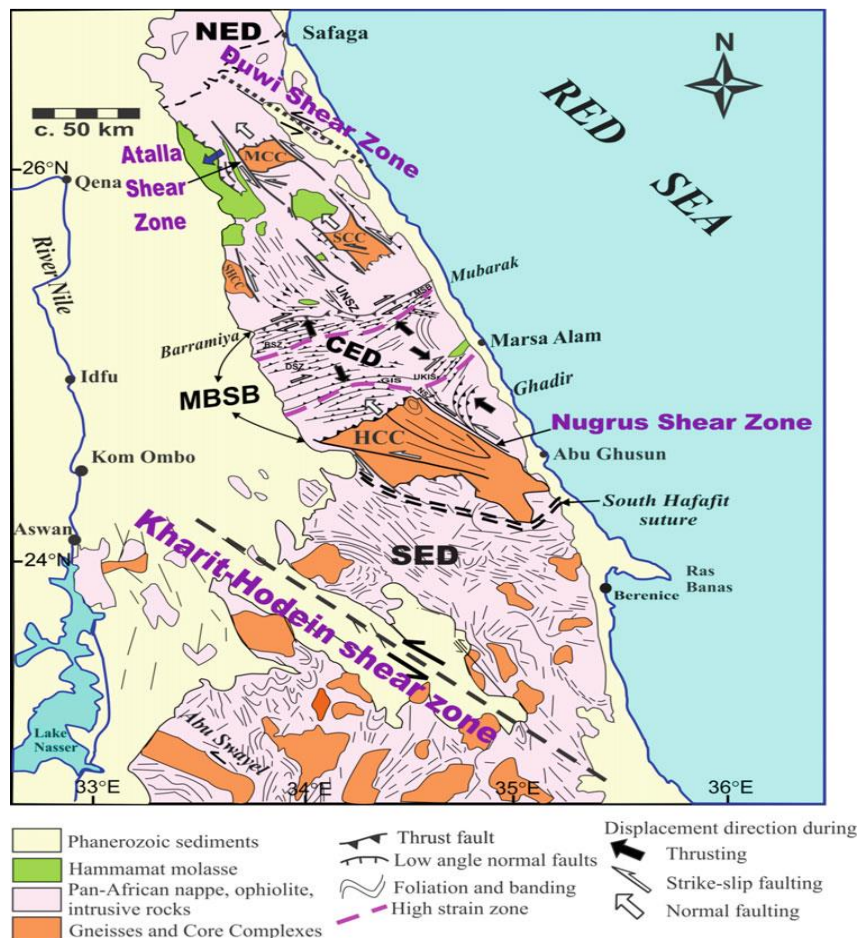 NED
Safaga
Duwi Shear Zone
N
RED
SEA
c. 50 km
26°N
Qena
Atalla
Shear
Zone
MCC
SCC
SHCC
River Nile
UNSZ
MSB
Mubarak
Barramiya
BSZ
CED
DSZ
Marsa Alam
Idfu
MBSB
GIS
UKIS
Ghadir
Nugrus Shear Zone
HCC
Abu Ghusun
Kom Ombo
South Hafafit
suture
Aswan
24°N
Kharit-Hodein shear zone
SED
Ras
Banas
Berenice
Lake
Nasser
Abu Swayel
33°E
34°E
35°E
36°E
Phanerozoic sediments
Hammamat molasse
Pan-African nappe, ophiolite,
intrusive rocks
Gneisses and Core Complexes
Thrust fault
Low angle normal faults
Foliation and banding
High strain zone
Displacement direction during
Thrusting
Strike-slip faulting
Normal faulting